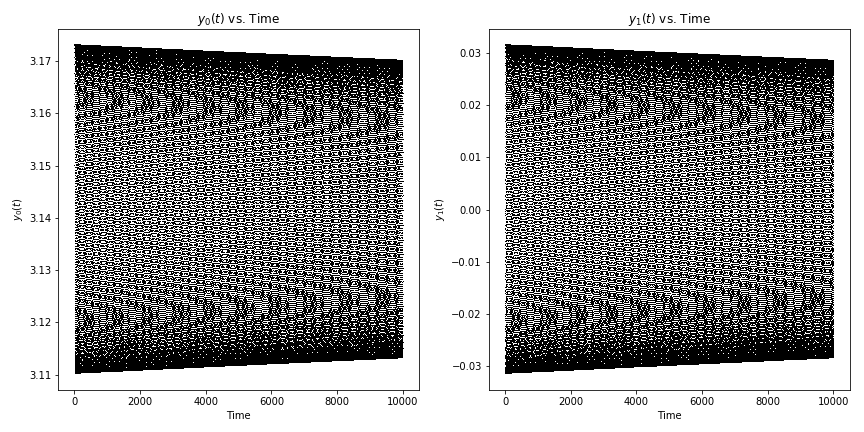 y₀(t) vs. Time
y₀(t)
3.17
3.16
3.15
3.14
3.13
3.12
3.11
0 2000 4000 6000 8000 10000
Time
y₁(t) vs. Time
y₁(t)
0.03
0.02
0.01
0.00
−0.01
−0.02
−0.03
0 2000 4000 6000 8000 10000
Time